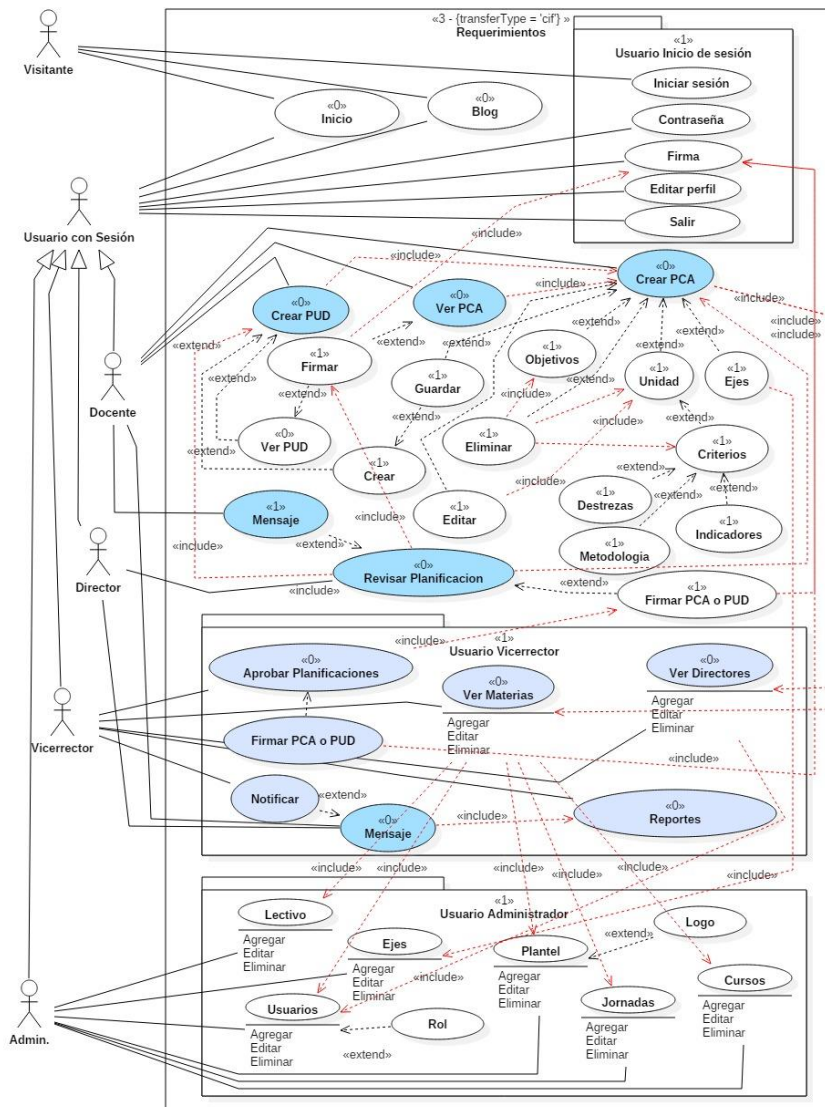 «3 - {transferType = 'cif'} »
Requerimientos
Visitante
«1»
Usuario Inicio de sesión
Iniciar sesión
«0»
Inicio
«0»
Blog
Contraseña
Firma
Editar perfil
Salir
Usuario con Sesión
«include»
«include»
«include»
«0»
Crear PCA
«0»
Crear PUD
«0»
Ver PCA
«include»
«include»
«extend»
«extend»
«extend»
«1»
Firmar
«extend»
«1»
Objetivos
«extend»
«extend»
«1»
Unidad
«1»
Ejes
Docente
«1»
Guardar
«include»
«extend»
«extend»
«include»
«extend»
«0»
Ver PUD
«extend»
«1»
Crear
«1»
Eliminar
«1»
Criterios
«1»
Editar
«extend»
«1»
Destrezas
«extend»
«1»
Indicadores
«1»
Mensaje
«include»
«extend»
«include»
«1»
Metodologia
«0»
Revisar Planificacion
Director
«include»
«extend»
«1»
Firmar PCA o PUD
«1»
Usuario Vicerrector
«include»
«0»
Aprobar Planificaciones
«0»
Ver Materias
Agregar
Editar
Eliminar
«0»
Ver Directores
Agregar
Editar
Eliminar
Vicerrector
Firmar PCA o PUD
«include»
Notificar
«extend»
«0»
Mensaje
«include»
«0»
Reportes
«include»
«include»
«include»
«include»
«include»
«1»
Usuario Administrador
Lectivo
Agregar
Editar
Eliminar
Ejes
Agregar
Editar
Eliminar
Plantel
Agregar
Editar
Eliminar
«extend»
Logo
«include»
Cursos
Agregar
Editar
Eliminar
Usuarios
Agregar
Editar
Eliminar
Rol
«extend»
Jornadas
Agregar
Editar
Eliminar
Admin.